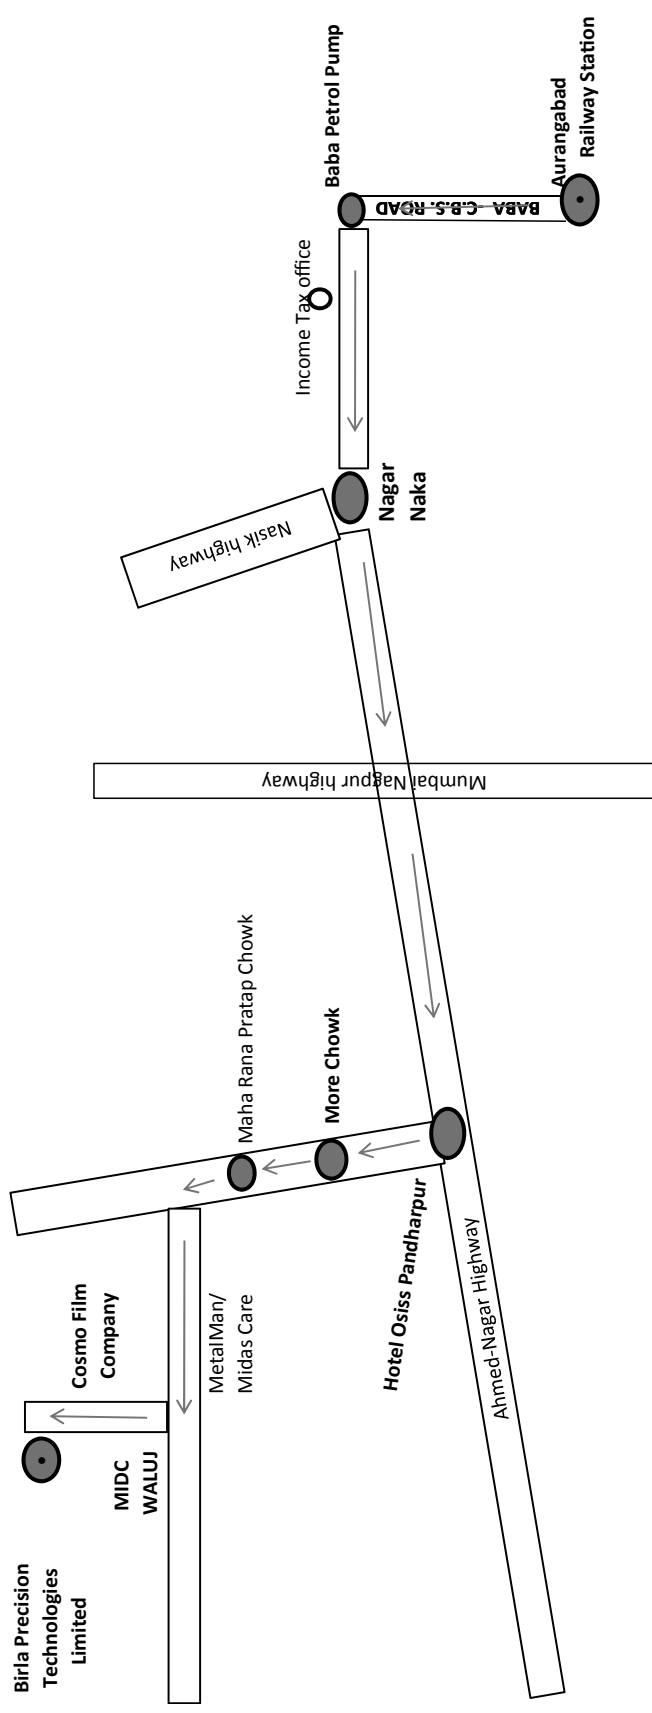 Birla Precision
Technologies
Limited
MIDC
WALUJ
Cosmo Film
Company
MetalMan/
Midas Care
Maha Rana Pratap Chowk
More Chowk
Hotel Osiss Pandharpur
Ahmed-Nagar Highway
Mumbai Nagpur highway
Nasik highway
Nagar
Naka
Income Tax office
Baba Petrol Pump
BABA -C.B.S. ROAD
Aurangabad
Railway Station